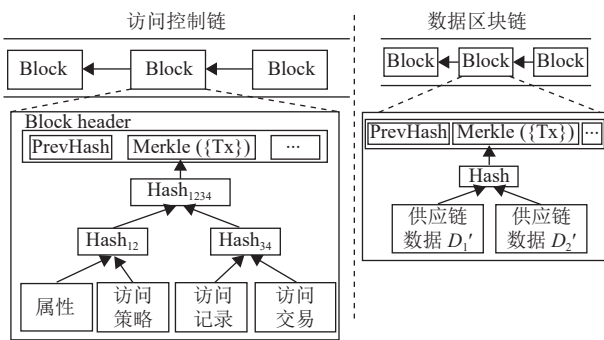 访问控制链
Block
Block
Block
Block header
PrevHash
Merkle ({Tx})
...
Hash1234
Hash12
Hash34
属性
访问
策略
访问
记录
访问
交易
数据区块链
Block
Block
Block
PrevHash
Merkle ({Tx})
...
Hash
供应链
数据 D1′
供应链
数据 D2′